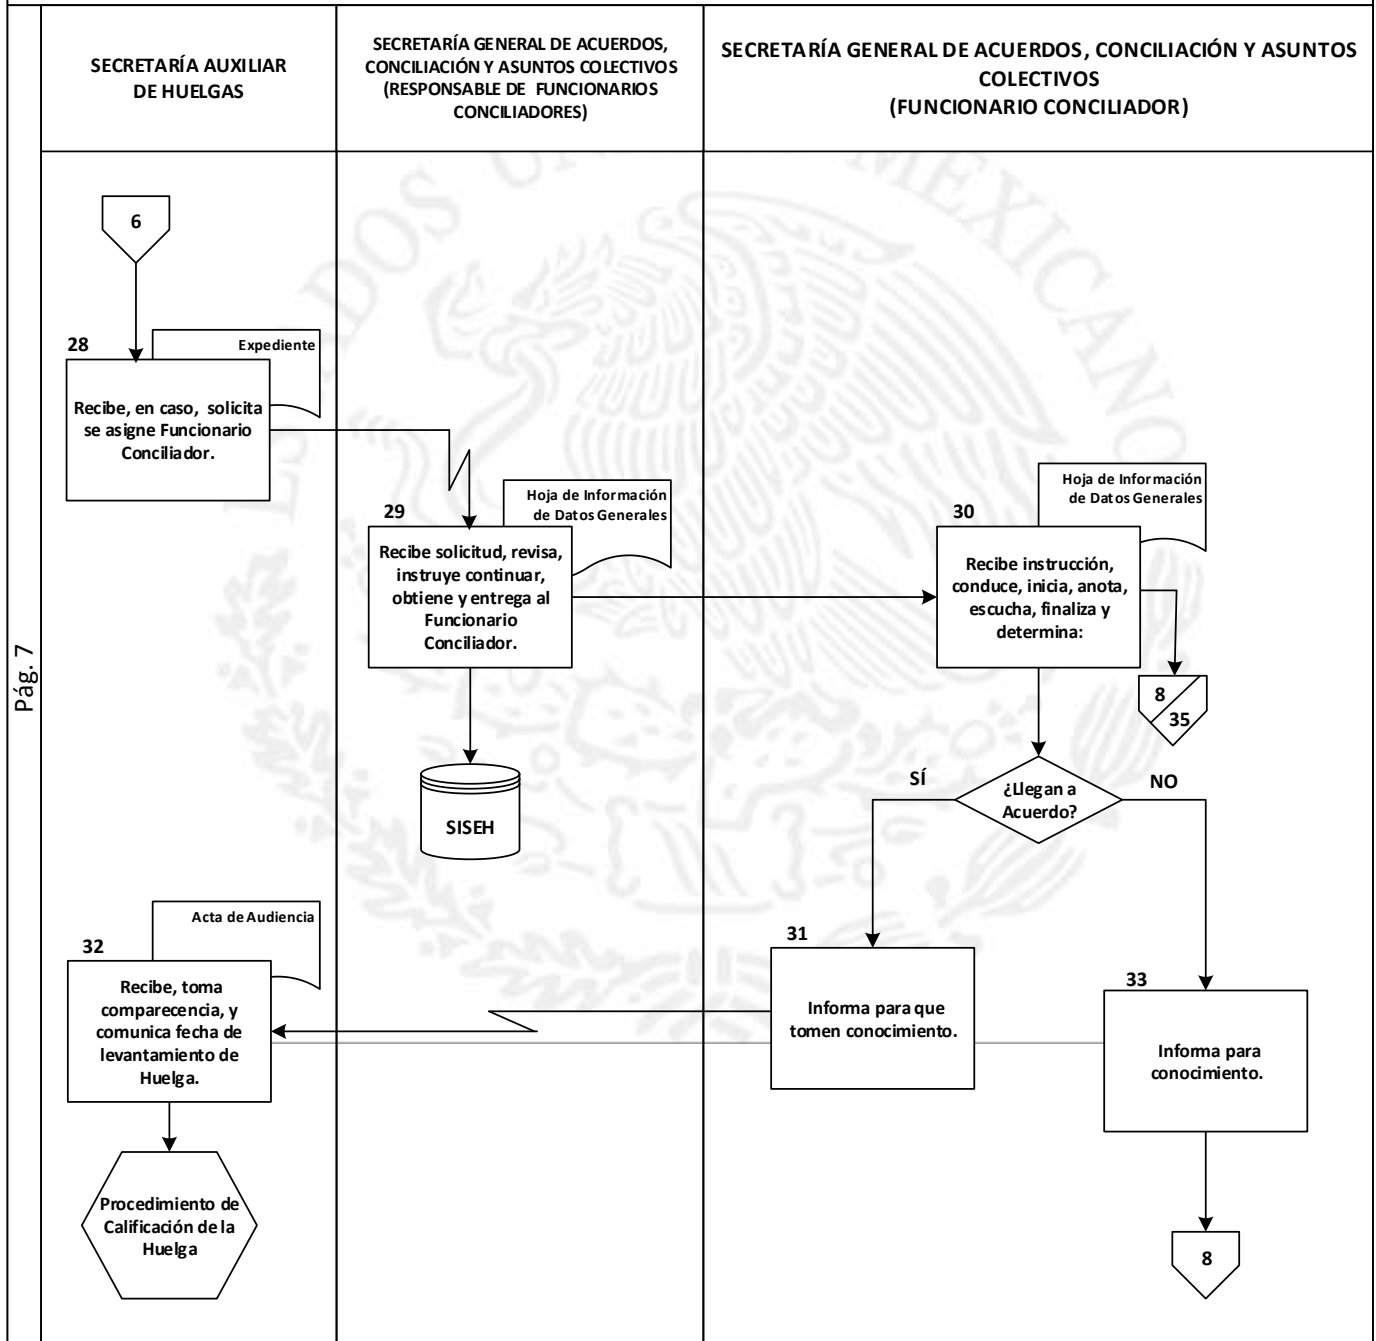 SECRETARÍA AUXILIAR
DE HUELGAS
SECRETARÍA GENERAL DE ACUERDOS,
CONCILIACIÓN Y ASUNTOS COLECTIVOS
(RESPONSABLE DE FUNCIONARIOS
CONCILIADORES)
SECRETARÍA GENERAL DE ACUERDOS, CONCILIACIÓN Y ASUNTOS
COLECTIVOS
(FUNCIONARIO CONCILIADOR)
Pág. 7
ESTADOS UNIDOS MEXICANOS
6
28
Expediente
Recibe, en caso, solicita
se asigne Funcionario
Conciliador.
29
Hoja de Información
de Datos Generales
Recibe solicitud, revisa,
instruye continuar,
obtiene y entrega al
Funcionario
Conciliador.
SISEH
30
Hoja de Información
de Datos Generales
Recibe instrucción,
conduce, inicia, anota,
escucha, finaliza y
determina:
8
35
¿Llegan a
Acuerdo?
SÍ
NO
31
Informa para que
tomen conocimiento.
32
Acta de Audiencia
Recibe, toma
comparecencia, y
comunica fecha de
levantamiento de
Huelga.
Procedimiento de
Calificación de la
Huelga
33
Informa para
conocimiento.
8